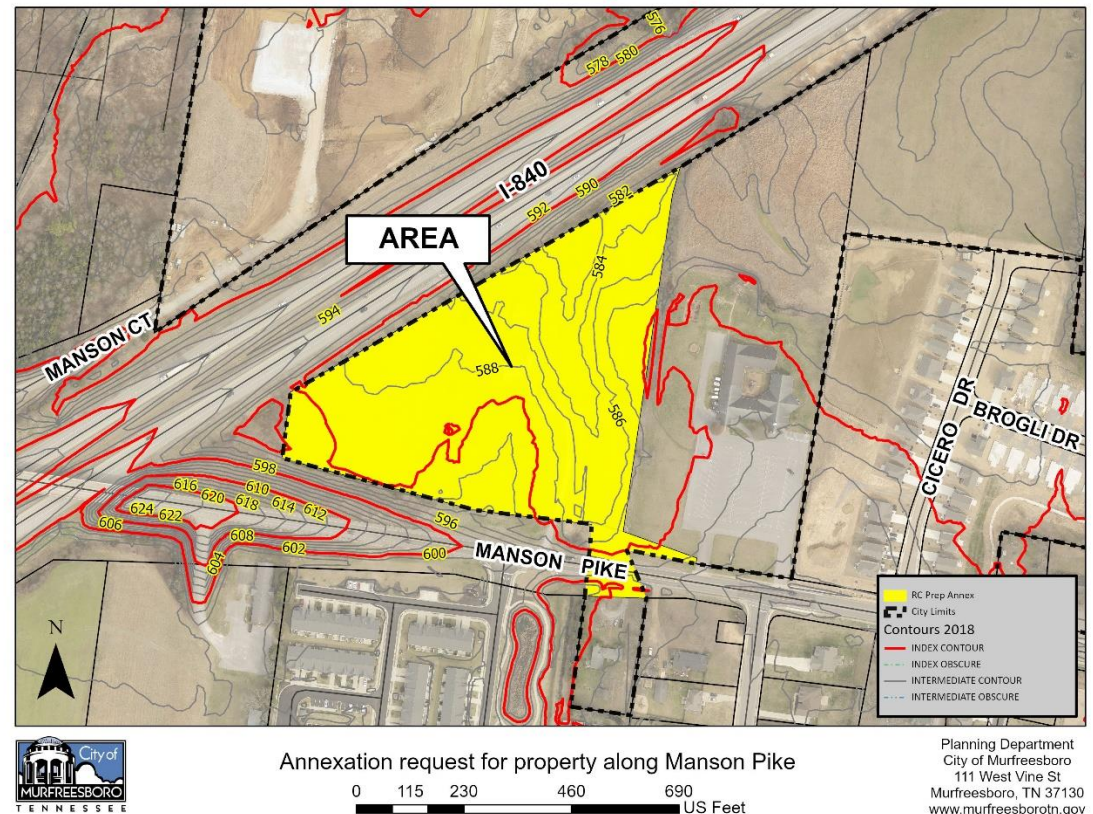 576
578
580
I-840
590
582
592
AREA
584
594
MANSON CT
588
586
CICERO DR
BROGLI DR
598
616
610
620
614
618
612
624
622
596
606
608
602
600
604
MANSON PIKE
N
RC Prep Annex
City Limits
Contours 2018
INDEX CONTOUR
INDEX OBSCURE
INTERMEDIATE CONTOUR
INTERMEDIATE OBSCURE
City of
MURFREESBORO
TENNESSEE
Annexation request for property along Manson Pike
0 115 230 460 690
US Feet
Planning Department
City of Murfreesboro
111 West Vine St
Murfreesboro, TN 37130
www.murfreesborotn.gov